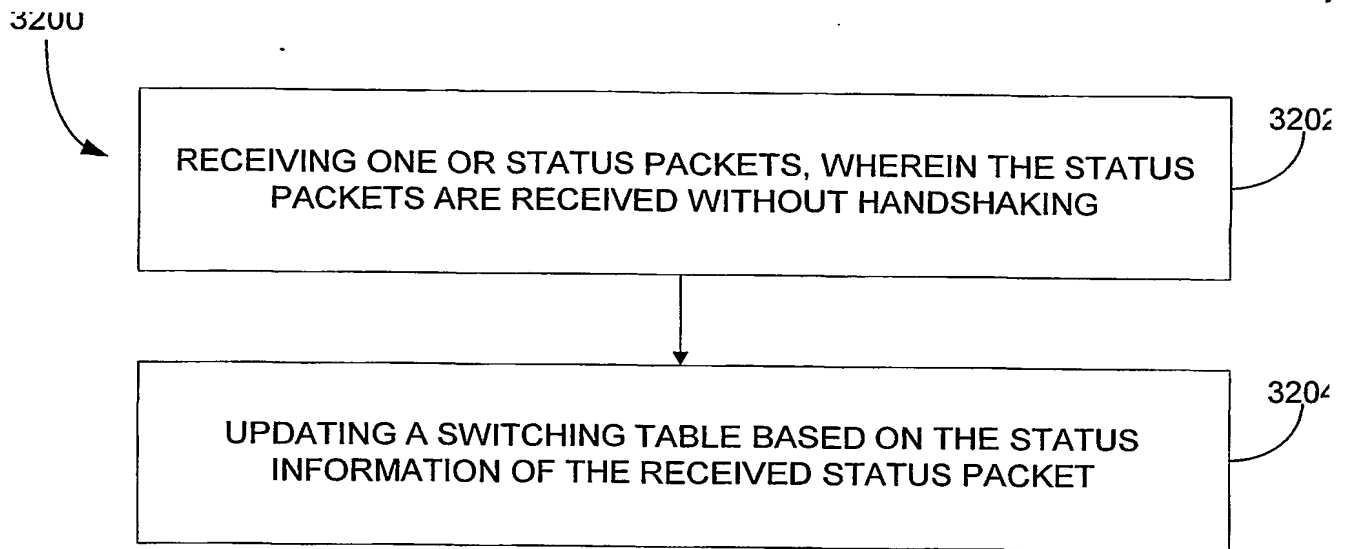 3200
3202
RECEIVING ONE OR STATUS PACKETS, WHEREIN THE STATUS
PACKETS ARE RECEIVED WITHOUT HANDSHAKING
3204
UPDATING A SWITCHING TABLE BASED ON THE STATUS
INFORMATION OF THE RECEIVED STATUS PACKET